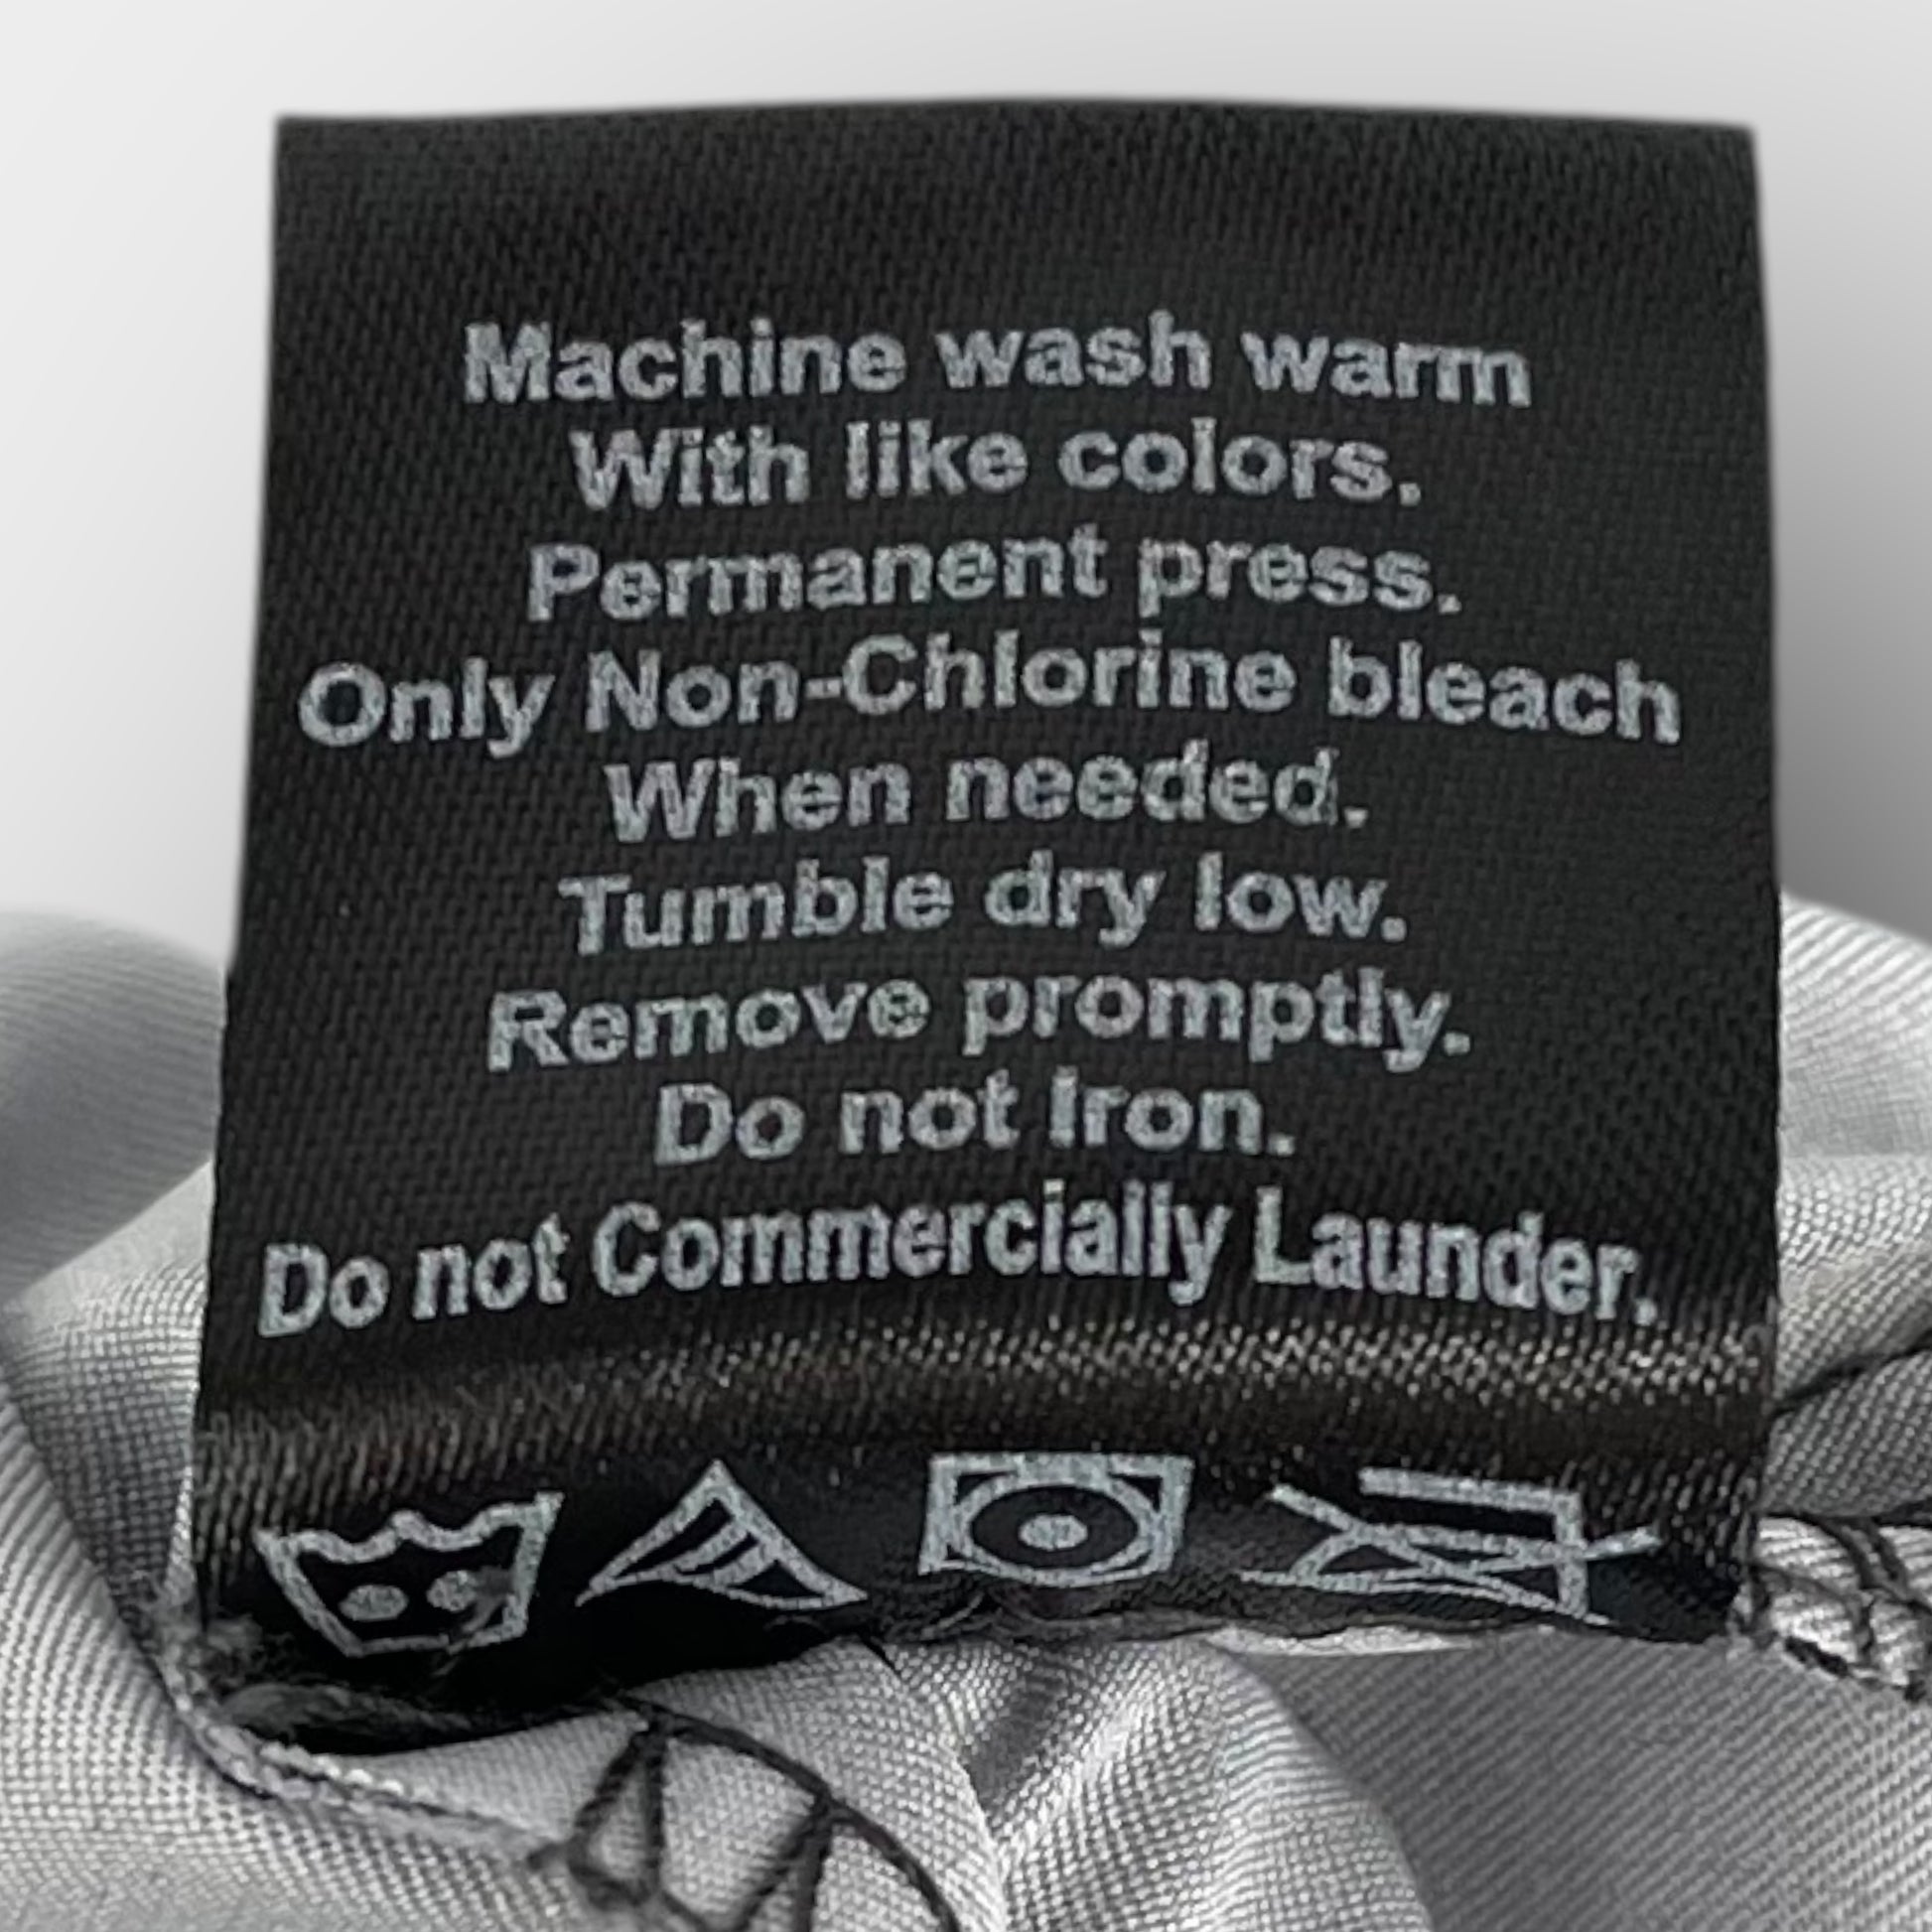 Machine wash warm
With like colors.
Permanent press.
Only Non-Chlorine bleach
When needed.
Tumble dry low.
Remove promptly.
Do not Iron.
Do not Commercially Launder.